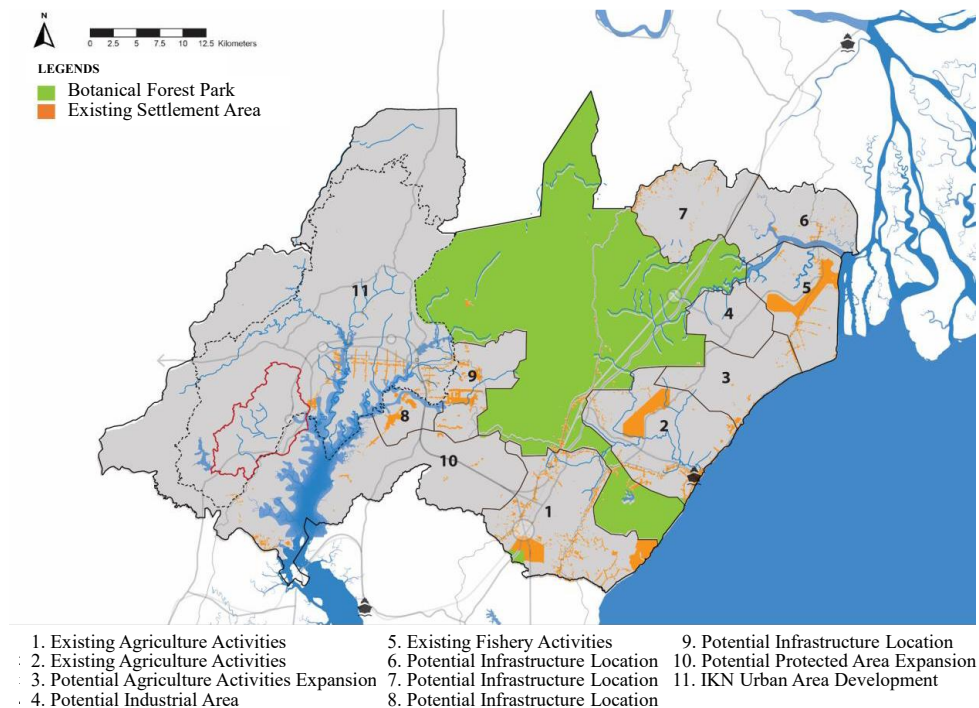 N
0 2.5 5 7.5 10 12.5 Kilometers
LEGENDS
Botanical Forest Park
Existing Settlement Area
7
6
11
5
4
3
9
8
2
10
1
1. Existing Agriculture Activities
2. Existing Agriculture Activities
3. Potential Agriculture Activities Expansion
4. Potential Industrial Area
5. Existing Fishery Activities
6. Potential Infrastructure Location
7. Potential Infrastructure Location
8. Potential Infrastructure Location
9. Potential Infrastructure Location
10. Potential Protected Area Expansion
11. IKN Urban Area Development